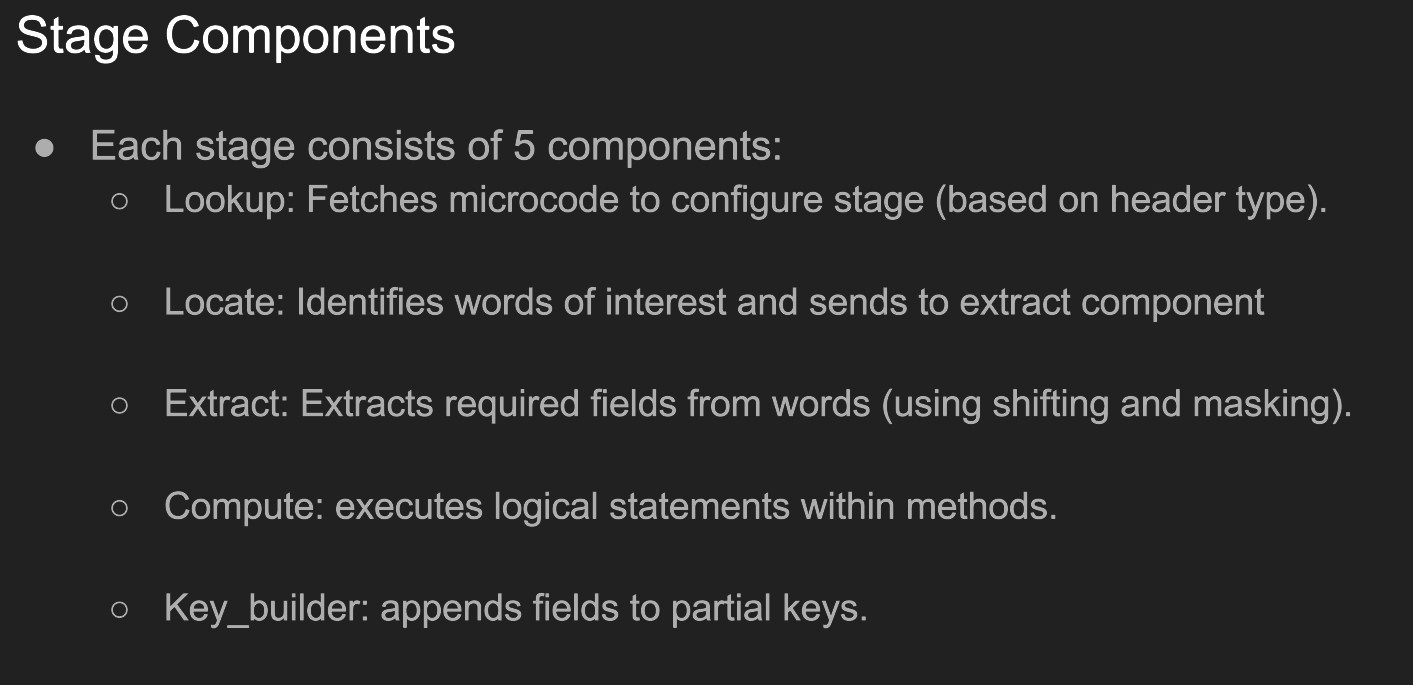 Stage Components
● Each stage consists of 5 components:
○ Lookup: Fetches microcode to configure stage (based on header type).
○ Locate: Identifies words of interest and sends to extract component
○ Extract: Extracts required fields from words (using shifting and masking).
○ Compute: executes logical statements within methods.
○ Key_builder: appends fields to partial keys.